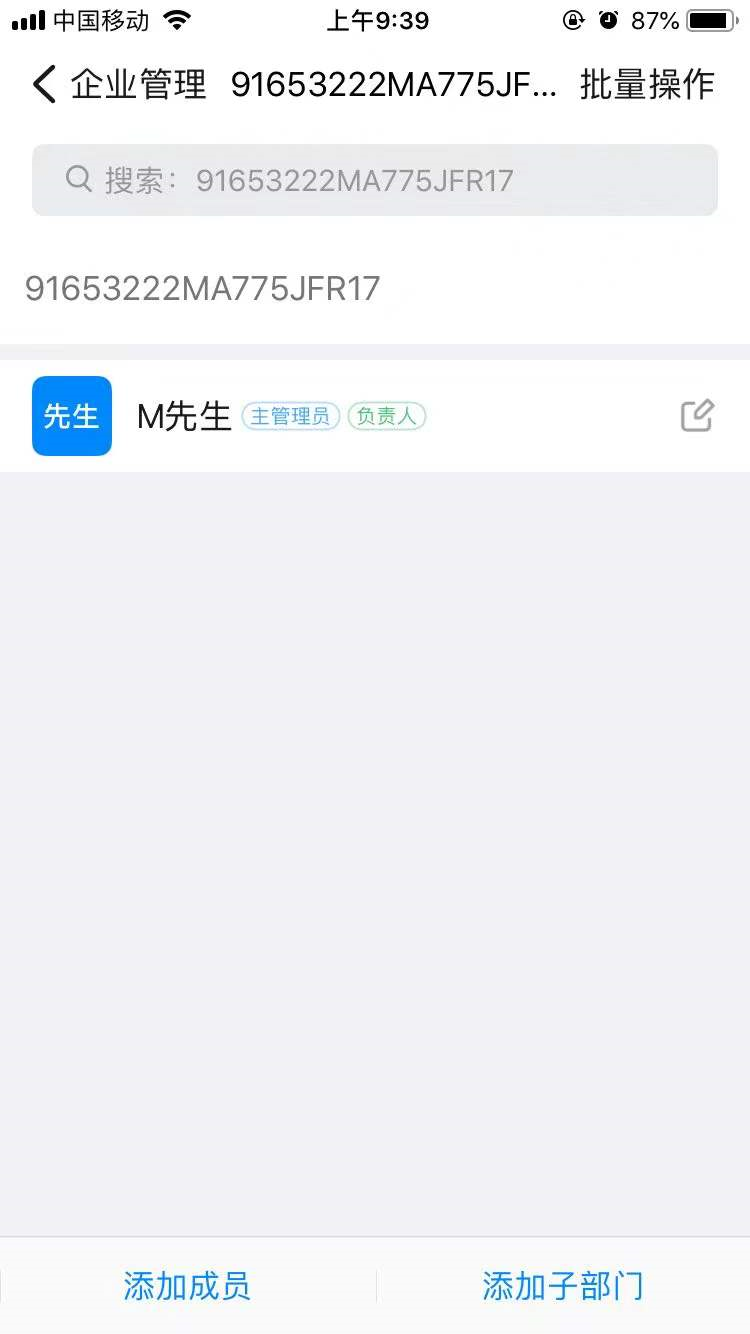 中国移动 上午9:39 87%
企业管理 91653222MA775JF... 批量操作
搜索：91653222MA775JFR17
91653222MA775JFR17
先生 M先生 主管理员 负责人
添加成员 添加子部门